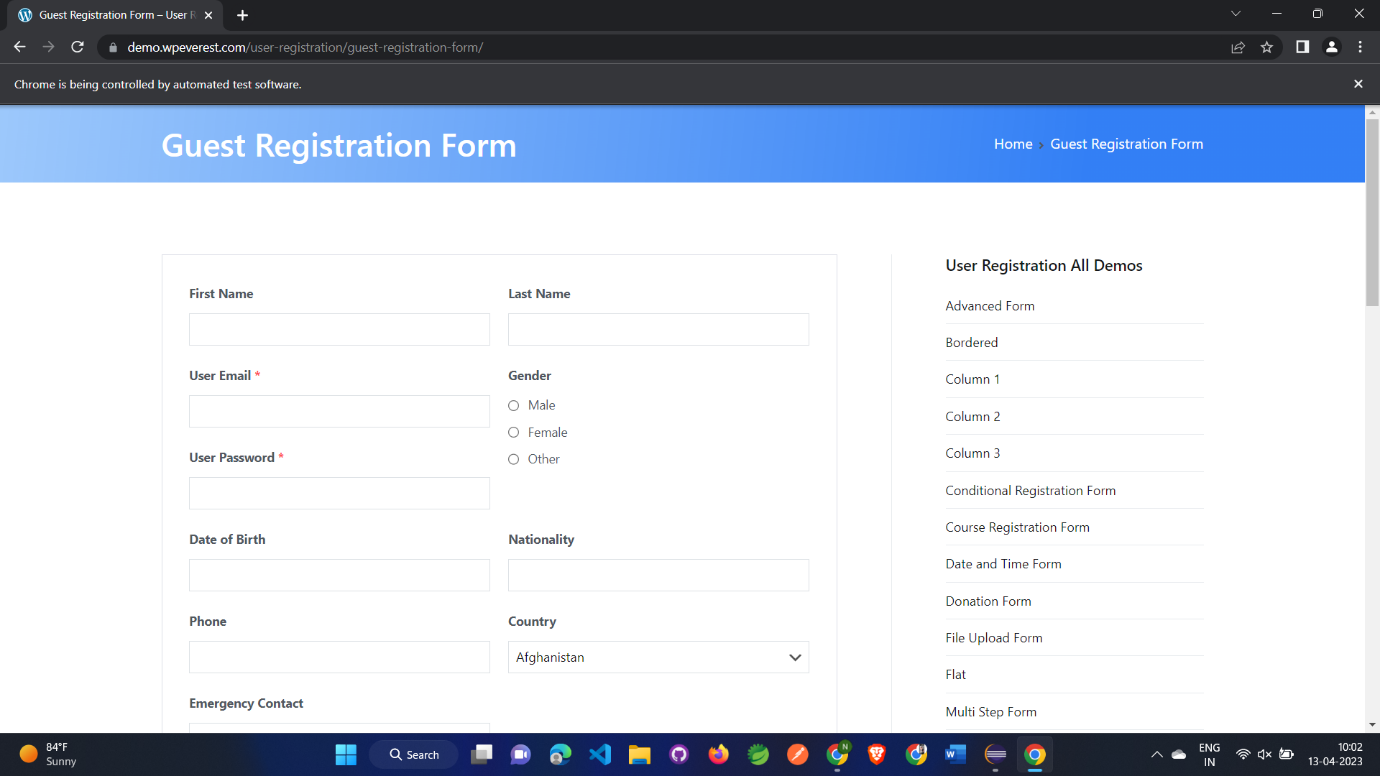 Guest Registration Form – User R
demo.wpeverest.com/user-registration/guest-registration-form/
Chrome is being controlled by automated test software.
Guest Registration Form
Home › Guest Registration Form
First Name
Last Name
User Email *
Gender
Male
Female
Other
User Password *
Date of Birth
Nationality
Phone
Country
Afghanistan
Emergency Contact
User Registration All Demos
Advanced Form
Bordered
Column 1
Column 2
Column 3
Conditional Registration Form
Course Registration Form
Date and Time Form
Donation Form
File Upload Form
Flat
Multi Step Form
84°F
Sunny
Search
N
W
ENG
IN
10:02
13-04-2023